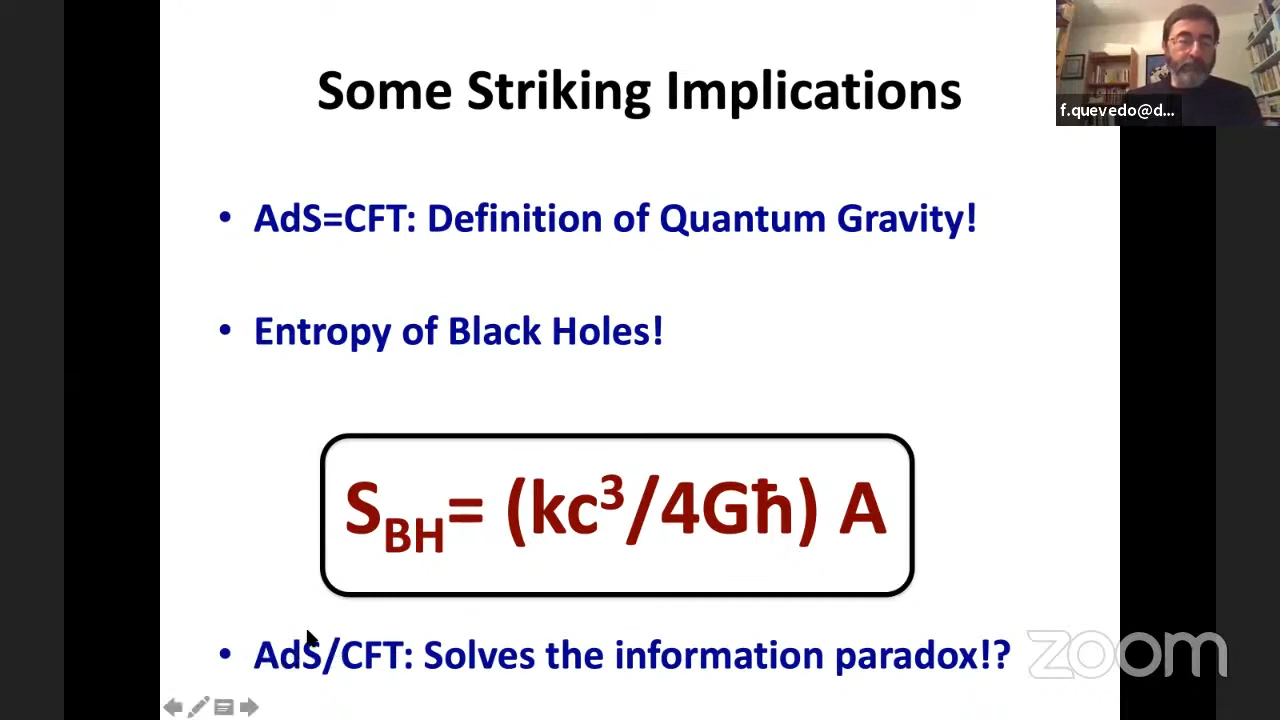 Some Striking Implications
f.quevedo@d...
• AdS=CFT: Definition of Quantum Gravity!
• Entropy of Black Holes!
S_BH= (kc³/4Għ) A
• AdS/CFT: Solves the information paradox!?
zoom